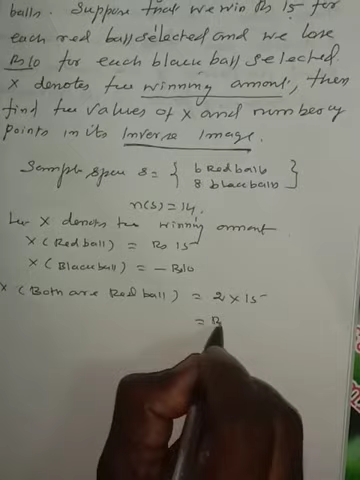 balls. Suppose that we win Rs 15 for
each red ball selected and we lose
Rs10 for each black ball selected.
X denotes the winning amont, then
find the values of X and number of
points in its Inverse Image.
Sample space S = { 6 Red balls
8 black balls }
n(S) = 14.
Let X denotes the winning amont
X (Red ball) = Rs 15
X (Black ball) = - Rs10
X (Both are Red ball) = 2 x 15
= R